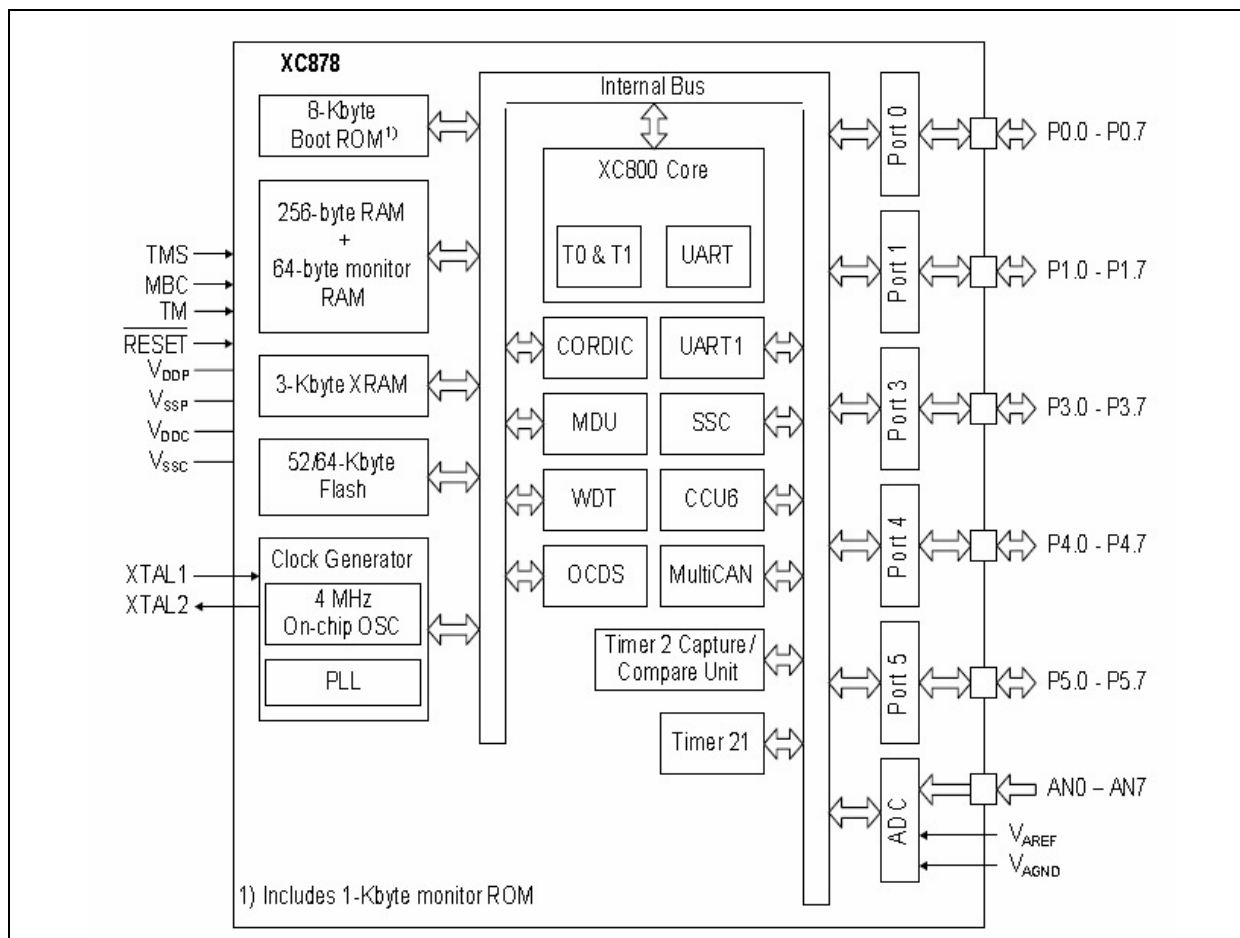 XC878
Internal Bus
8-Kbyte
Boot ROM1)
256-byte RAM
+
64-byte monitor
RAM
3-Kbyte XRAM
52/64-Kbyte
Flash
Clock Generator
4 MHz
On-chip OSC
PLL
TMS
MBC
TM
RESET
VDDP
VSSP
VDDC
VSSC
XTAL1
XTAL2
XC800 Core
T0 & T1
UART
CORDIC
UART1
MDU
SSC
WDT
CCU6
OCDS
MultiCAN
Timer 2 Capture /
Compare Unit
Timer 21
Port 0
P0.0 - P0.7
Port 1
P1.0 - P1.7
Port 3
P3.0 - P3.7
Port 4
P4.0 - P4.7
Port 5
P5.0 - P5.7
ADC
AN0 – AN7
VAREF
VAGND
1) Includes 1-Kbyte monitor ROM